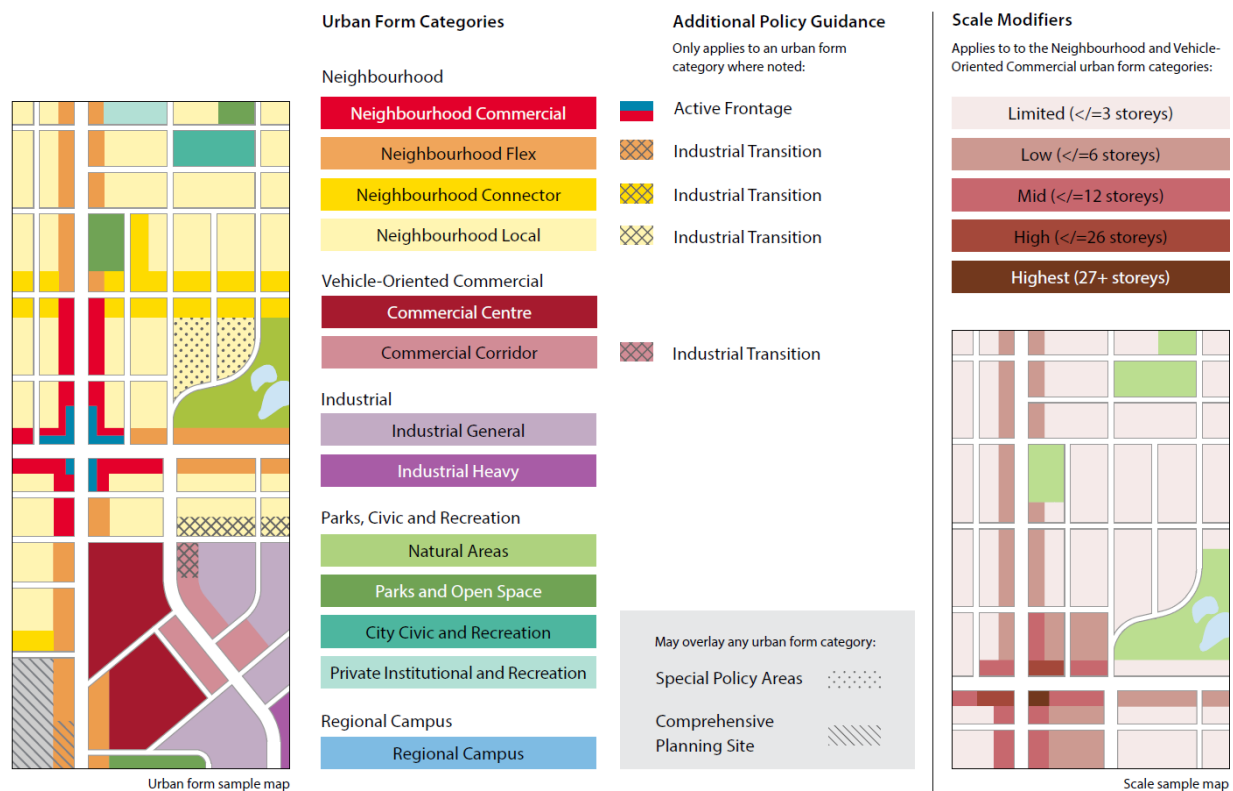 Urban Form Categories
Neighbourhood
Neighbourhood Commercial
Neighbourhood Flex
Neighbourhood Connector
Neighbourhood Local
Vehicle-Oriented Commercial
Commercial Centre
Commercial Corridor
Industrial
Industrial General
Industrial Heavy
Parks, Civic and Recreation
Natural Areas
Parks and Open Space
City Civic and Recreation
Private Institutional and Recreation
Regional Campus
Regional Campus
Urban form sample map
Additional Policy Guidance
Only applies to an urban form
category where noted:
Active Frontage
Industrial Transition
Industrial Transition
Industrial Transition
Industrial Transition
May overlay any urban form category:
Special Policy Areas
Comprehensive
Planning Site
Scale Modifiers
Applies to to the Neighbourhood and Vehicle-
Oriented Commercial urban form categories:
Limited (</=3 storeys)
Low (</=6 storeys)
Mid (</=12 storeys)
High (</=26 storeys)
Highest (27+ storeys)
Scale sample map